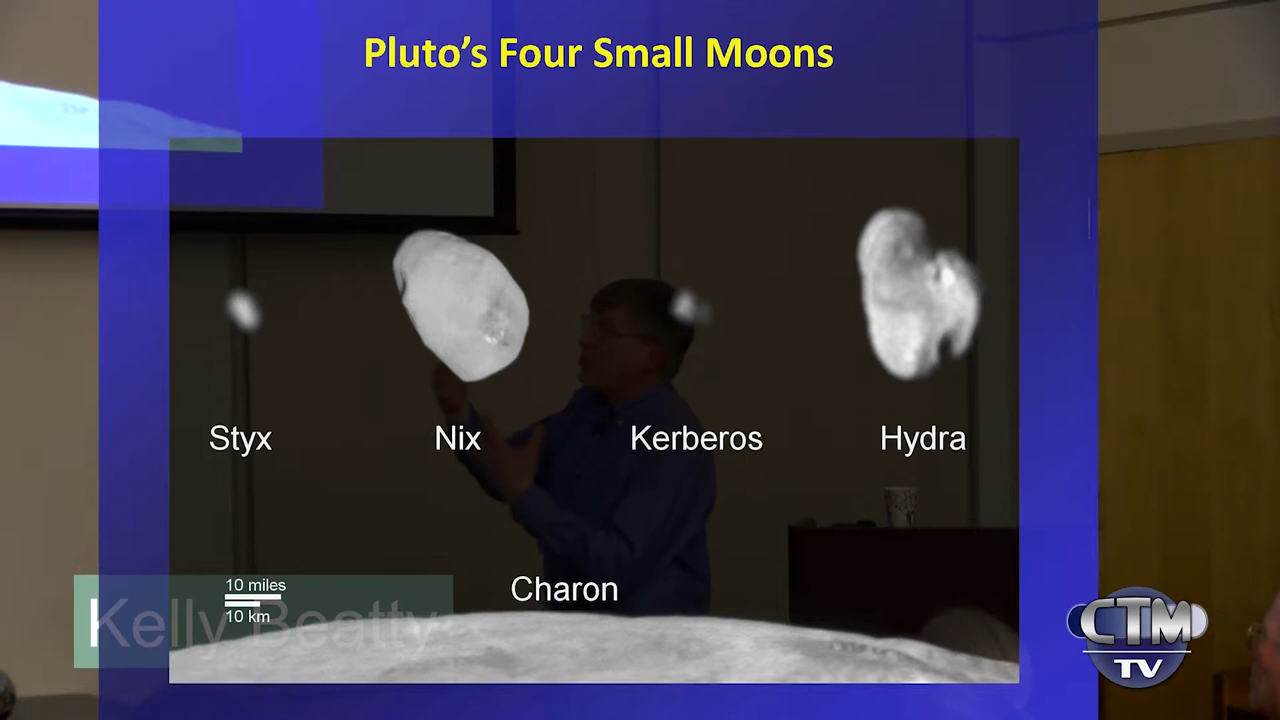 Pluto's Four Small Moons
Styx
Nix
Kerberos
Hydra
Charon
10 miles
10 km
Kelly Beatty
CTM
TV